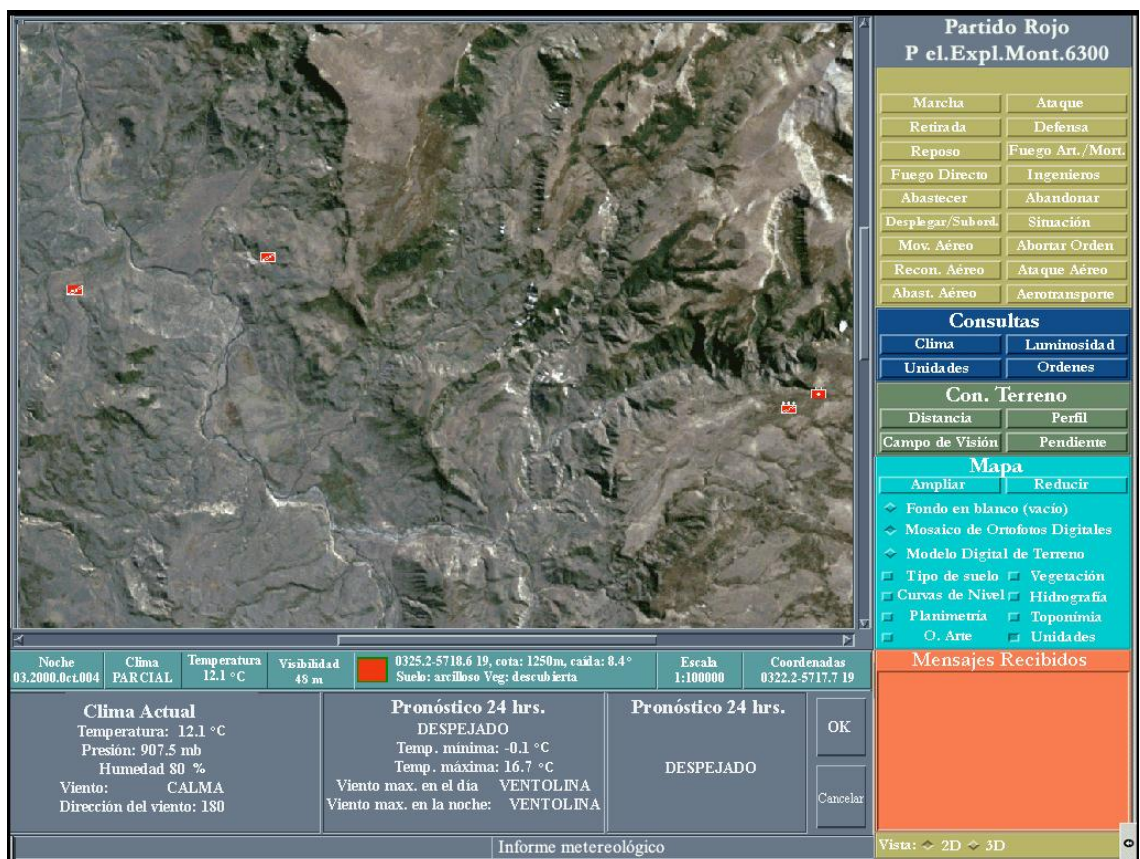 Partido Rojo
P el.Expl.Mont.6300
Marcha Ataque
Retirada Defensa
Reposo Fuego Art./Mort.
Fuego Directo Ingenieros
Abastecer Abandonar
Desplegar/Subord. Situación
Mov. Aéreo Abortar Orden
Recon. Aéreo Ataque Aéreo
Abast. Aéreo Aerotransporte
Consultas
Clima Luminosidad
Unidades Ordenes
Con. Terreno
Distancia Perfil
Campo de Visión Pendiente
Mapa
Ampliar Reducir
Fondo en blanco (vacío)
Mosaico de Ortofotos Digitales
Modelo Digital de Terreno
Tipo de suelo Vegetación
Curvas de Nivel Hidrografía
Planimetría Toponímia
O. Arte Unidades
Mensajes Recibidos
Vista: 2D 3D
Noche
03.2000.Oct.004
Clima
PARCIAL
Temperatura
12.1 °C
Visibilidad
48 m
0325.2-5718.6 19, cota: 1250m, caída: 8.4°
Suelo: arcilloso Veg: descubierta
Escala
1:100000
Coordenadas
0322.2-5717.7 19
Clima Actual
Temperatura: 12.1 °C
Presión: 907.5 mb
Humedad 80 %
Viento: CALMA
Dirección del viento: 180
Pronóstico 24 hrs.
DESPEJADO
Temp. mínima: -0.1 °C
Temp. máxima: 16.7 °C
Viento max. en el día VENTOLINA
Viento max. en la noche: VENTOLINA
Pronóstico 24 hrs.
DESPEJADO
OK
Cancelar
Informe metereológico